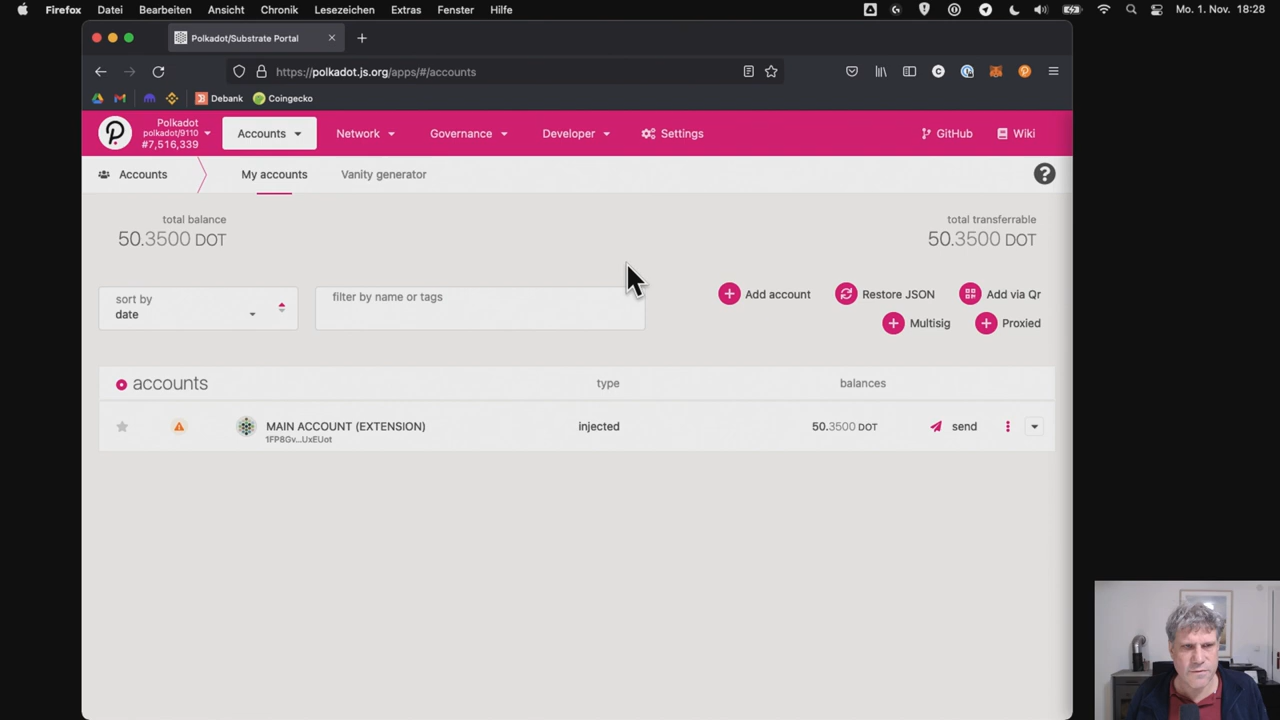 Firefox Datei Bearbeiten Ansicht Chronik Lesezeichen Extras Fenster Hilfe Mo. 1. Nov. 18:28
Polkadot/Substrate Portal
https://polkadot.js.org/apps/#/accounts
Debank Coingecko
Polkadot
polkadot/9110
#7,516,339
Accounts Network Governance Developer Settings GitHub Wiki
Accounts My accounts Vanity generator
total balance total transferrable
50.3500 DOT 50.3500 DOT
sort by
date
filter by name or tags
Add account Restore JSON Add via Qr
Multisig Proxied
accounts type balances
MAIN ACCOUNT (EXTENSION) injected 50.3500 DOT send
1FP8Gv...UxEUot